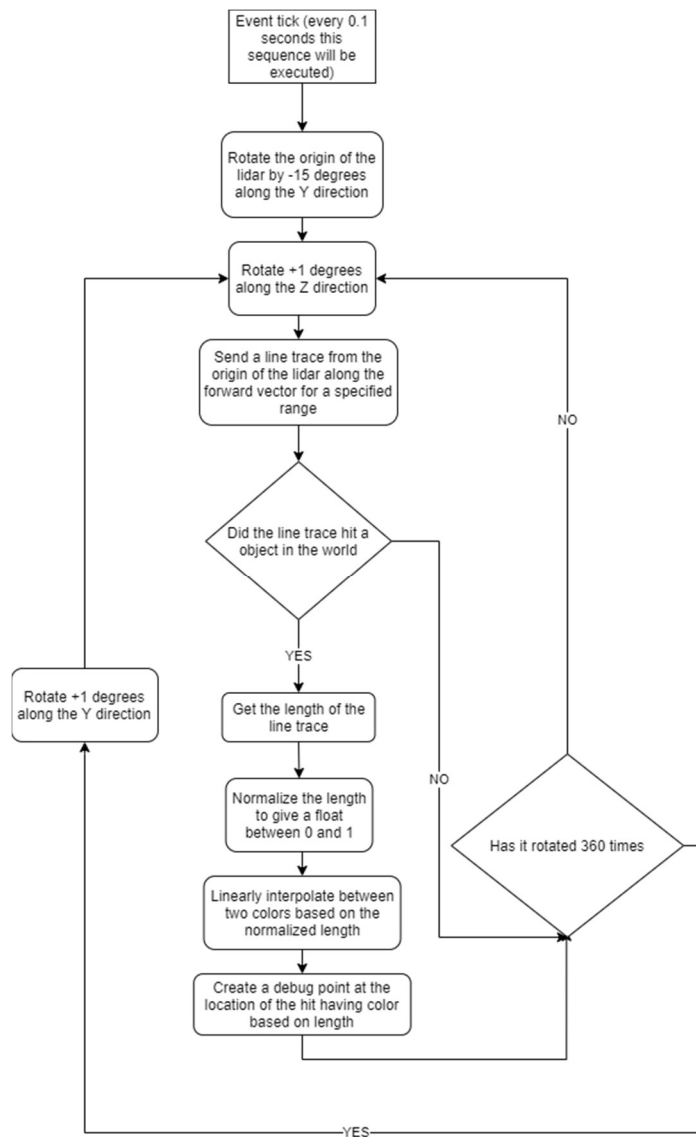 Event tick (every 0.1
seconds this
sequence will be
executed)
Rotate the origin of the
lidar by -15 degrees
along the Y direction
Rotate +1 degrees
along the Z direction
Send a line trace from the
origin of the lidar along the
forward vector for a specified
range
NO
Did the line trace hit a
object in the world
YES
Rotate +1 degrees
along the Y direction
Get the length of the
line trace
NO
Normalize the length
to give a float
between 0 and 1
Has it rotated 360 times
Linearly interpolate between
two colors based on the
normalized length
Create a debug point at the
location of the hit having color
based on length
YES